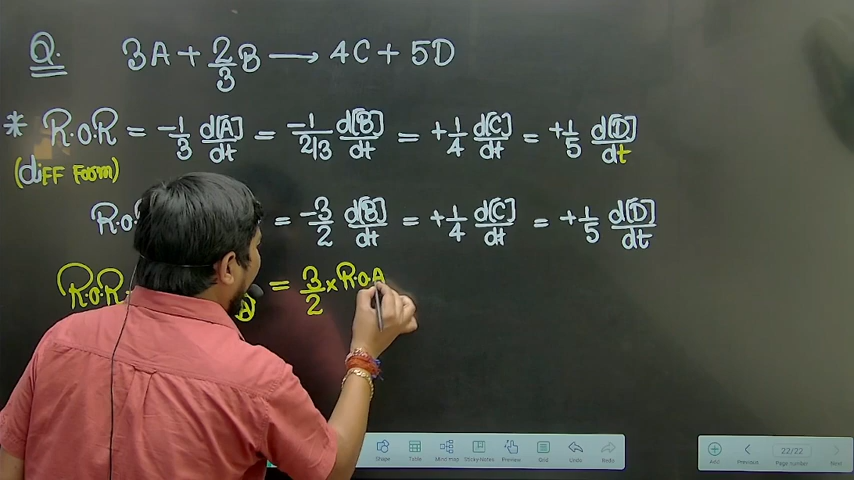 Q. 3A + 2/3 B → 4C + 5D
* R.O.R = -1/3 d[A]/dt = -1/2/3 d[B]/dt = +1/4 d[C]/dt = +1/5 d[D]/dt
(diff Form)
R.O = -3/2 d[B]/dt = +1/4 d[C]/dt = +1/5 d[D]/dt
R.O.R = 3/2 × R.O.A
Shape Table Mind map Sticky-Notes Preview Grid Undo Redo
Add Previous 22/22 Page number Next